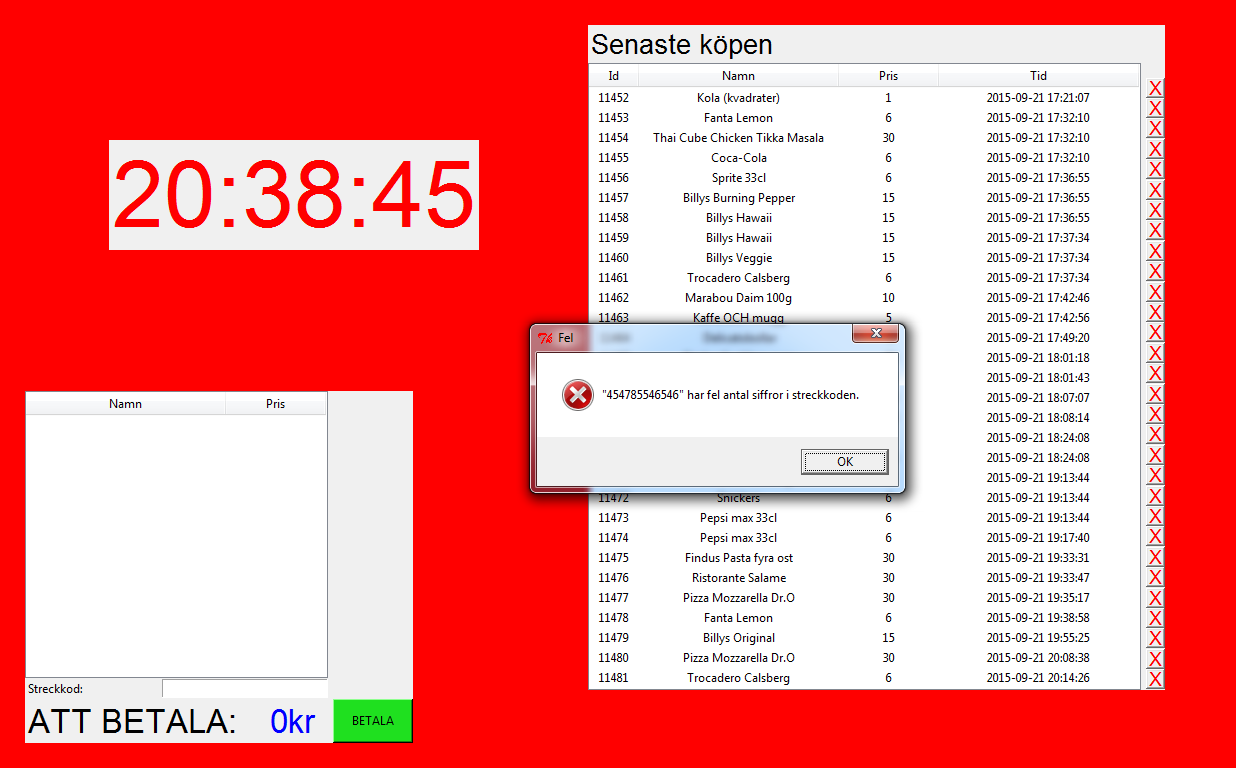 20:38:45
Senaste köpen
Id Namn Pris Tid
11452 Kola (kvadrater) 1 2015-09-21 17:21:07 X
11453 Fanta Lemon 6 2015-09-21 17:32:10 X
11454 Thai Cube Chicken Tikka Masala 30 2015-09-21 17:32:10 X
11455 Coca-Cola 6 2015-09-21 17:32:10 X
11456 Sprite 33cl 6 2015-09-21 17:36:55 X
11457 Billys Burning Pepper 15 2015-09-21 17:36:55 X
11458 Billys Hawaii 15 2015-09-21 17:36:55 X
11459 Billys Hawaii 15 2015-09-21 17:37:34 X
11460 Billys Veggie 15 2015-09-21 17:37:34 X
11461 Trocadero Calsberg 6 2015-09-21 17:37:34 X
11462 Marabou Daim 100g 10 2015-09-21 17:42:46 X
11463 Kaffe OCH mugg 5 2015-09-21 17:42:56 X
2015-09-21 17:49:20 X
2015-09-21 18:01:18 X
2015-09-21 18:01:43 X
2015-09-21 18:07:07 X
2015-09-21 18:08:14 X
2015-09-21 18:24:08 X
2015-09-21 18:24:08 X
2015-09-21 19:13:44 X
11472 Snickers 6 2015-09-21 19:13:44 X
11473 Pepsi max 33cl 6 2015-09-21 19:13:44 X
11474 Pepsi max 33cl 6 2015-09-21 19:17:40 X
11475 Findus Pasta fyra ost 30 2015-09-21 19:33:31 X
11476 Ristorante Salame 30 2015-09-21 19:33:47 X
11477 Pizza Mozzarella Dr.O 30 2015-09-21 19:35:17 X
11478 Fanta Lemon 6 2015-09-21 19:38:58 X
11479 Billys Original 15 2015-09-21 19:55:25 X
11480 Pizza Mozzarella Dr.O 30 2015-09-21 20:08:38 X
11481 Trocadero Calsberg 6 2015-09-21 20:14:26 X
Fel
"454785546546" har fel antal siffror i streckkoden.
OK
Namn Pris
Streckkod:
ATT BETALA: 0kr BETALA